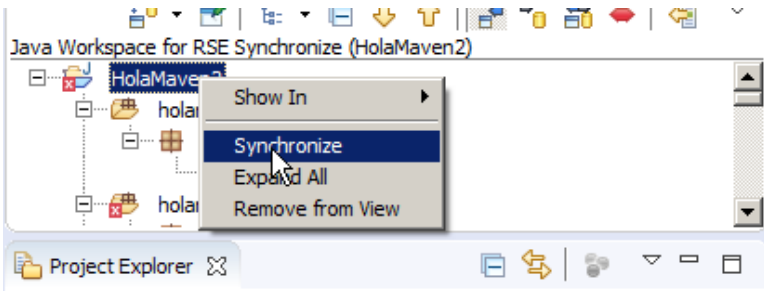 Java Workspace for RSE Synchronize (HolaMaven2)
HolaMaven2
Show In
holar
Synchronize
Expand All
holar
Remove from View
Project Explorer